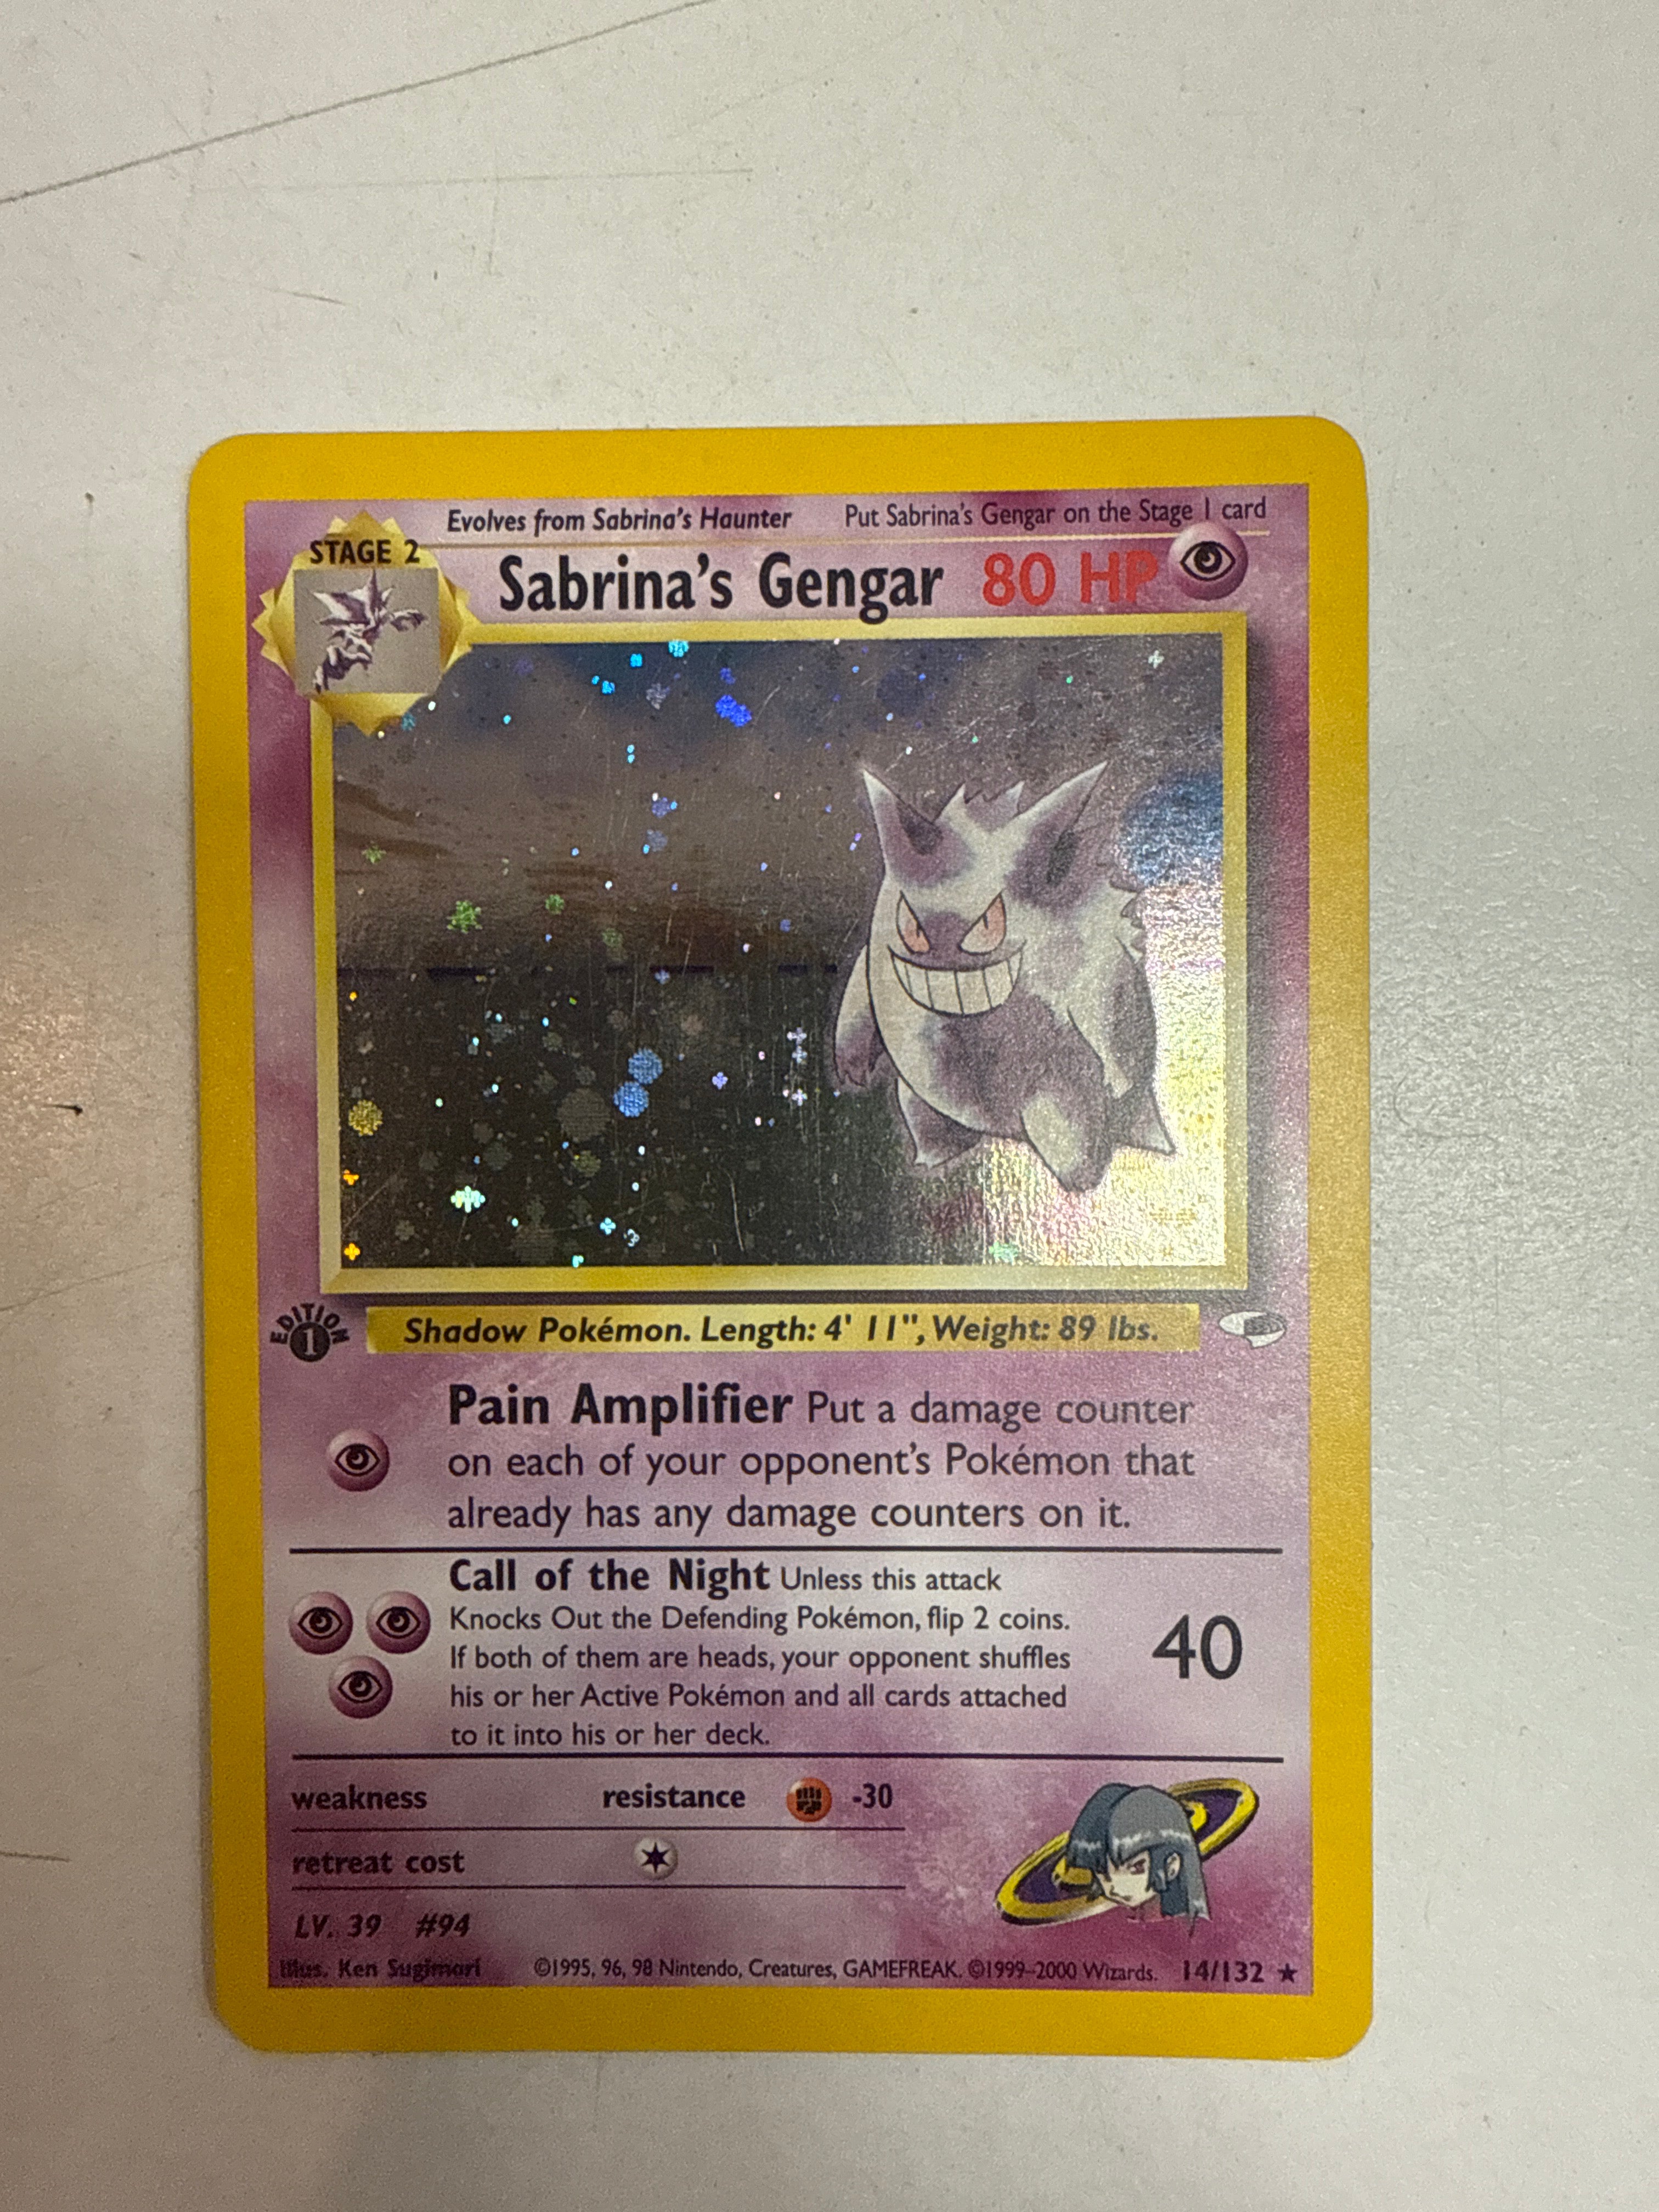 Evolves from Sabrina's Haunter Put Sabrina's Gengar on the Stage 1 card
STAGE 2
Sabrina's Gengar 80 HP
EDITION
1
Shadow Pokémon. Length: 4' 11", Weight: 89 lbs.
Pain Amplifier Put a damage counter
on each of your opponent's Pokémon that
already has any damage counters on it.
Call of the Night Unless this attack
Knocks Out the Defending Pokémon, flip 2 coins.
If both of them are heads, your opponent shuffles
his or her Active Pokémon and all cards attached
to it into his or her deck.
40
weakness resistance -30
retreat cost
LV. 39 #94
Illus. Ken Sugimori ©1995, 96, 98 Nintendo, Creatures, GAMEFREAK. ©1999-2000 Wizards. 14/132 ★